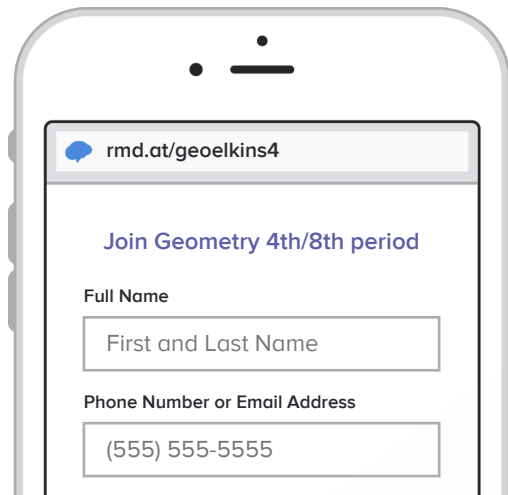 rmd.at/geoelkins4
Join Geometry 4th/8th period
Full Name
First and Last Name
Phone Number or Email Address
(555) 555-5555